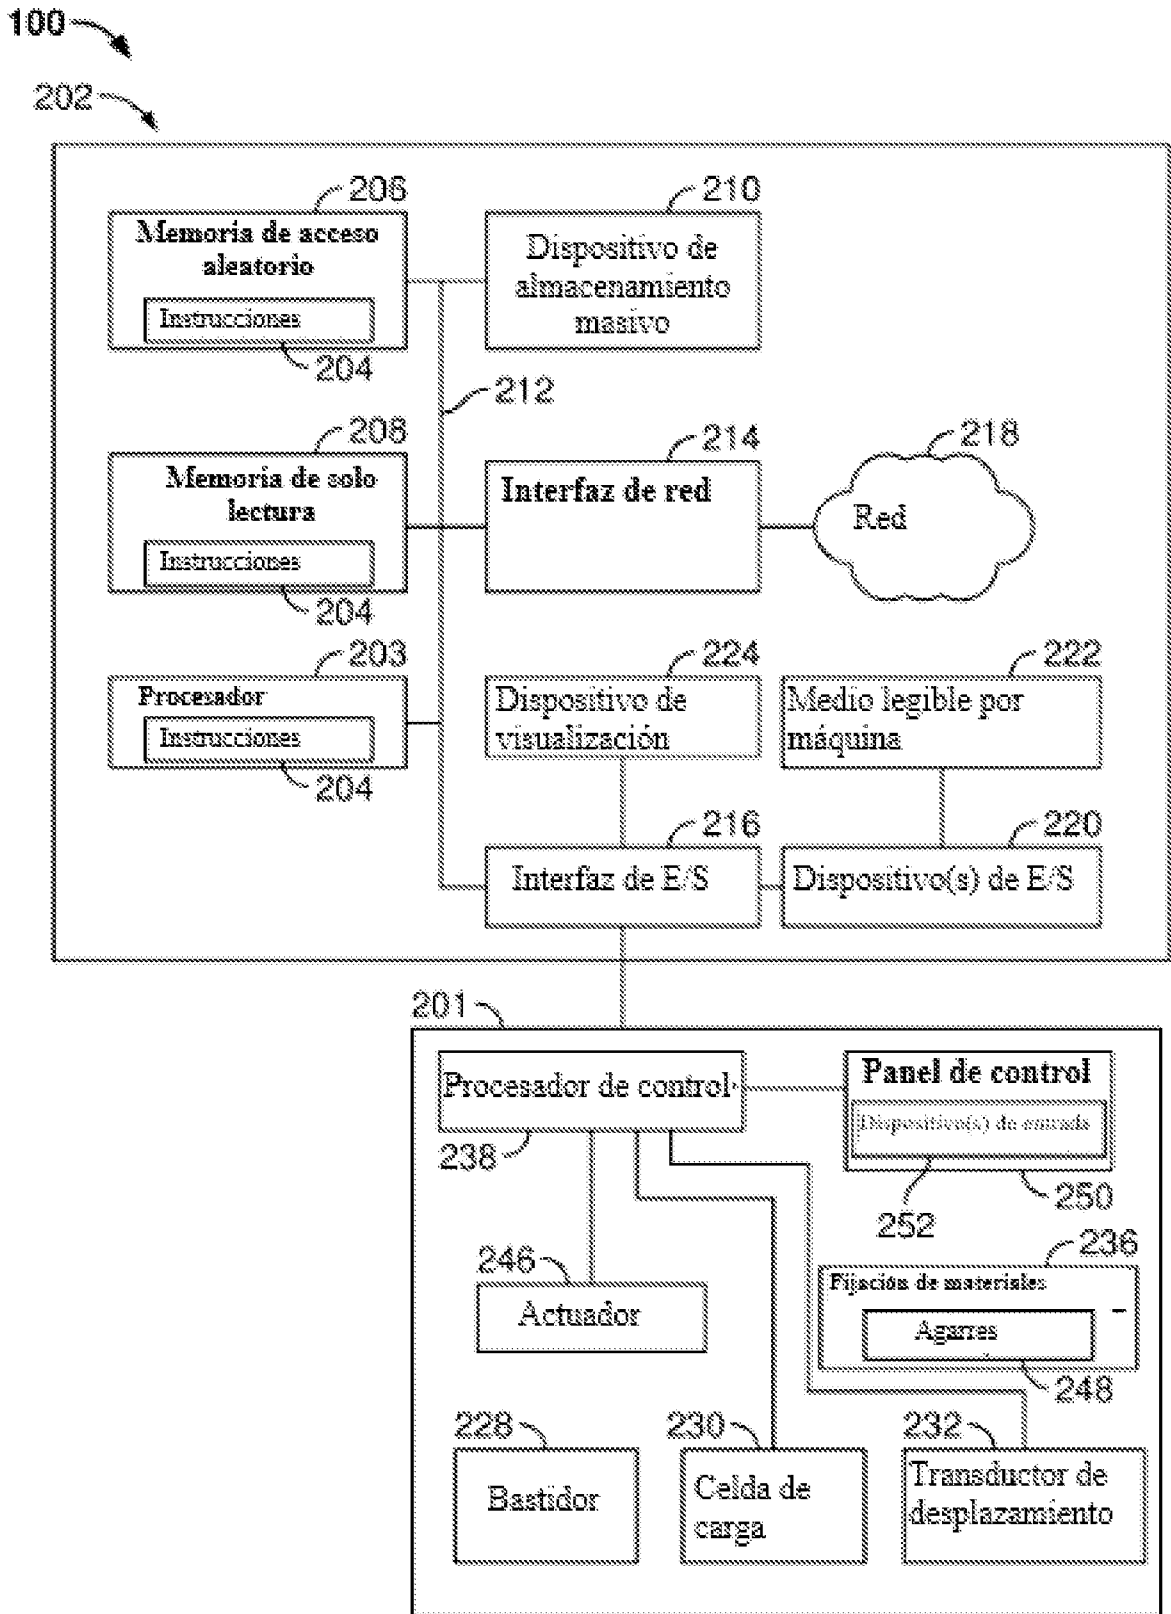 100
202
206
210
Memoria de acceso
aleatorio
Instrucciones
204
Dispositivo de
almacenamiento
masivo
212
208
214
218
Memoria de solo
lectura
Instrucciones
204
Interfaz de red
Red
203
224
222
Procesador
Instrucciones
204
Dispositivo de
visualización
Medio legible por
máquina
216
220
Interfaz de E/S
Dispositivo(s) de E/S
201
Procesador de control
238
Panel de control
Dispositivo(s) de entrada
252
250
246
Actuador
236
Fijación de materiales
Agarres
248
228
Bastidor
230
Celda de
carga
232
Transductor de
desplazamiento